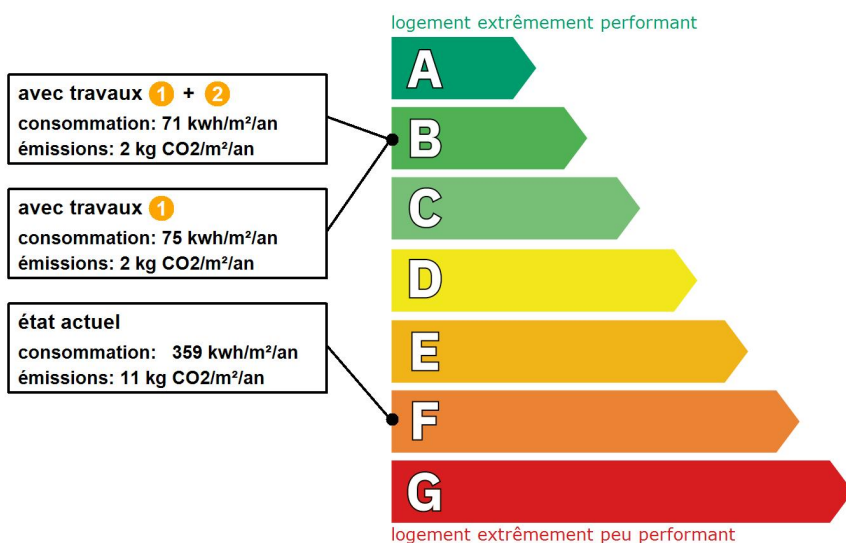 logement extrêmement performant
avec travaux 1 + 2
consommation: 71 kwh/m²/an
émissions: 2 kg CO2/m²/an
avec travaux 1
consommation: 75 kwh/m²/an
émissions: 2 kg CO2/m²/an
état actuel
consommation: 359 kwh/m²/an
émissions: 11 kg CO2/m²/an
A
B
C
D
E
F
G
logement extrêmement peu performant